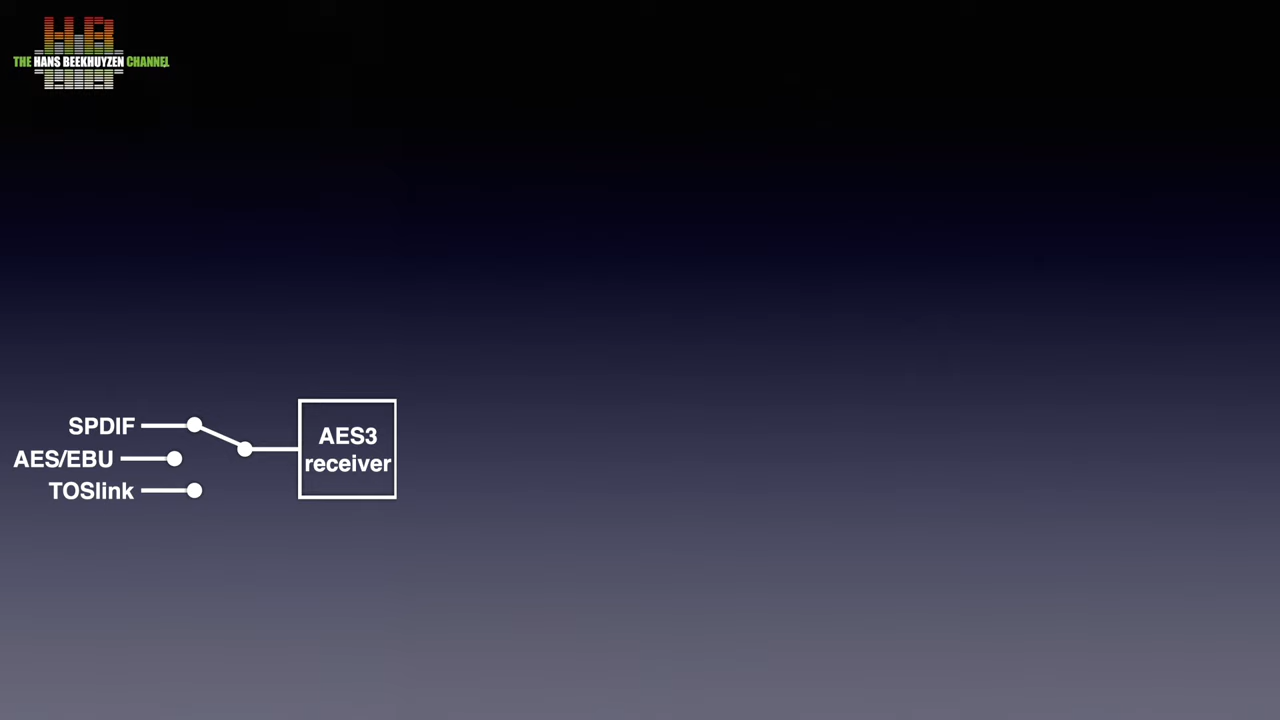 THE HANS BEEKHUYZEN CHANNEL
SPDIF
AES/EBU
TOSlink
AES3
receiver